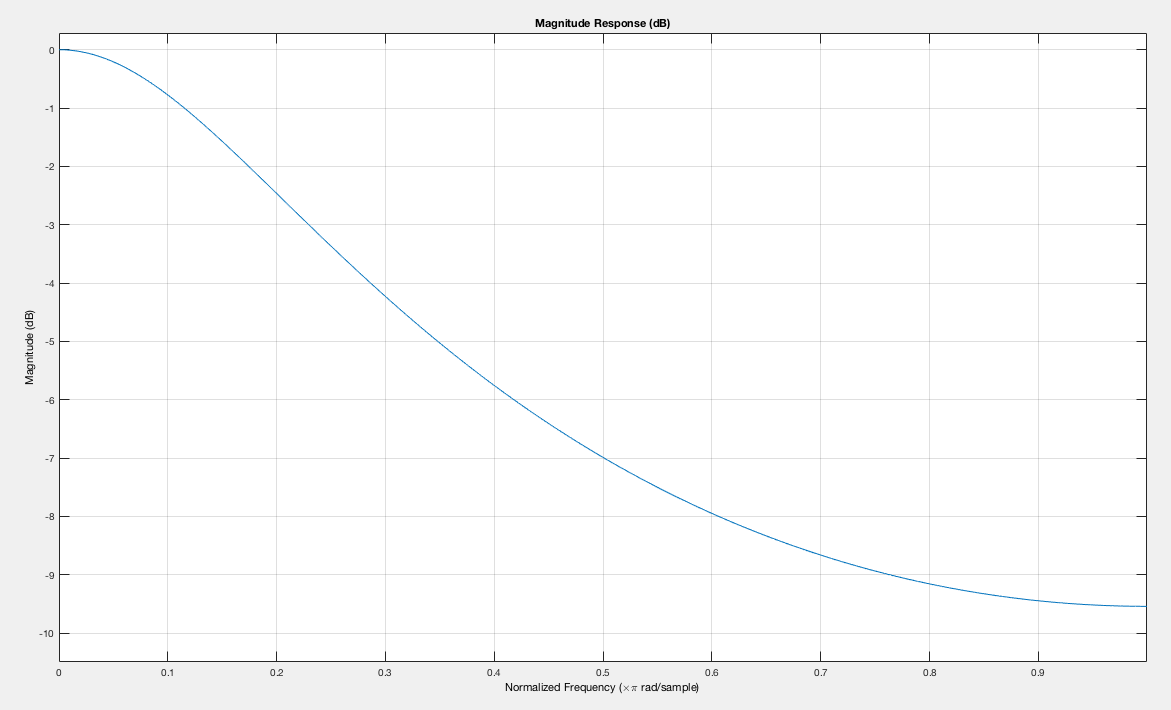 Magnitude Response (dB)
0
-1
-2
-3
-4
-5
-6
-7
-8
-9
-10
Magnitude (dB)
0 0.1 0.2 0.3 0.4 0.5 0.6 0.7 0.8 0.9
Normalized Frequency (×π rad/sample)